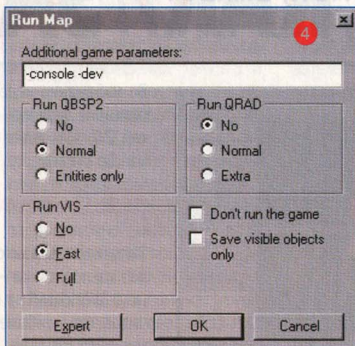 Run Map
4
Additional game parameters:
-console -dev
Run QBSP2
No
Normal
Entities only
Run QRAD
No
Normal
Extra
Run VIS
No
Fast
Full
Don't run the game
Save visible objects only
Expert
OK
Cancel